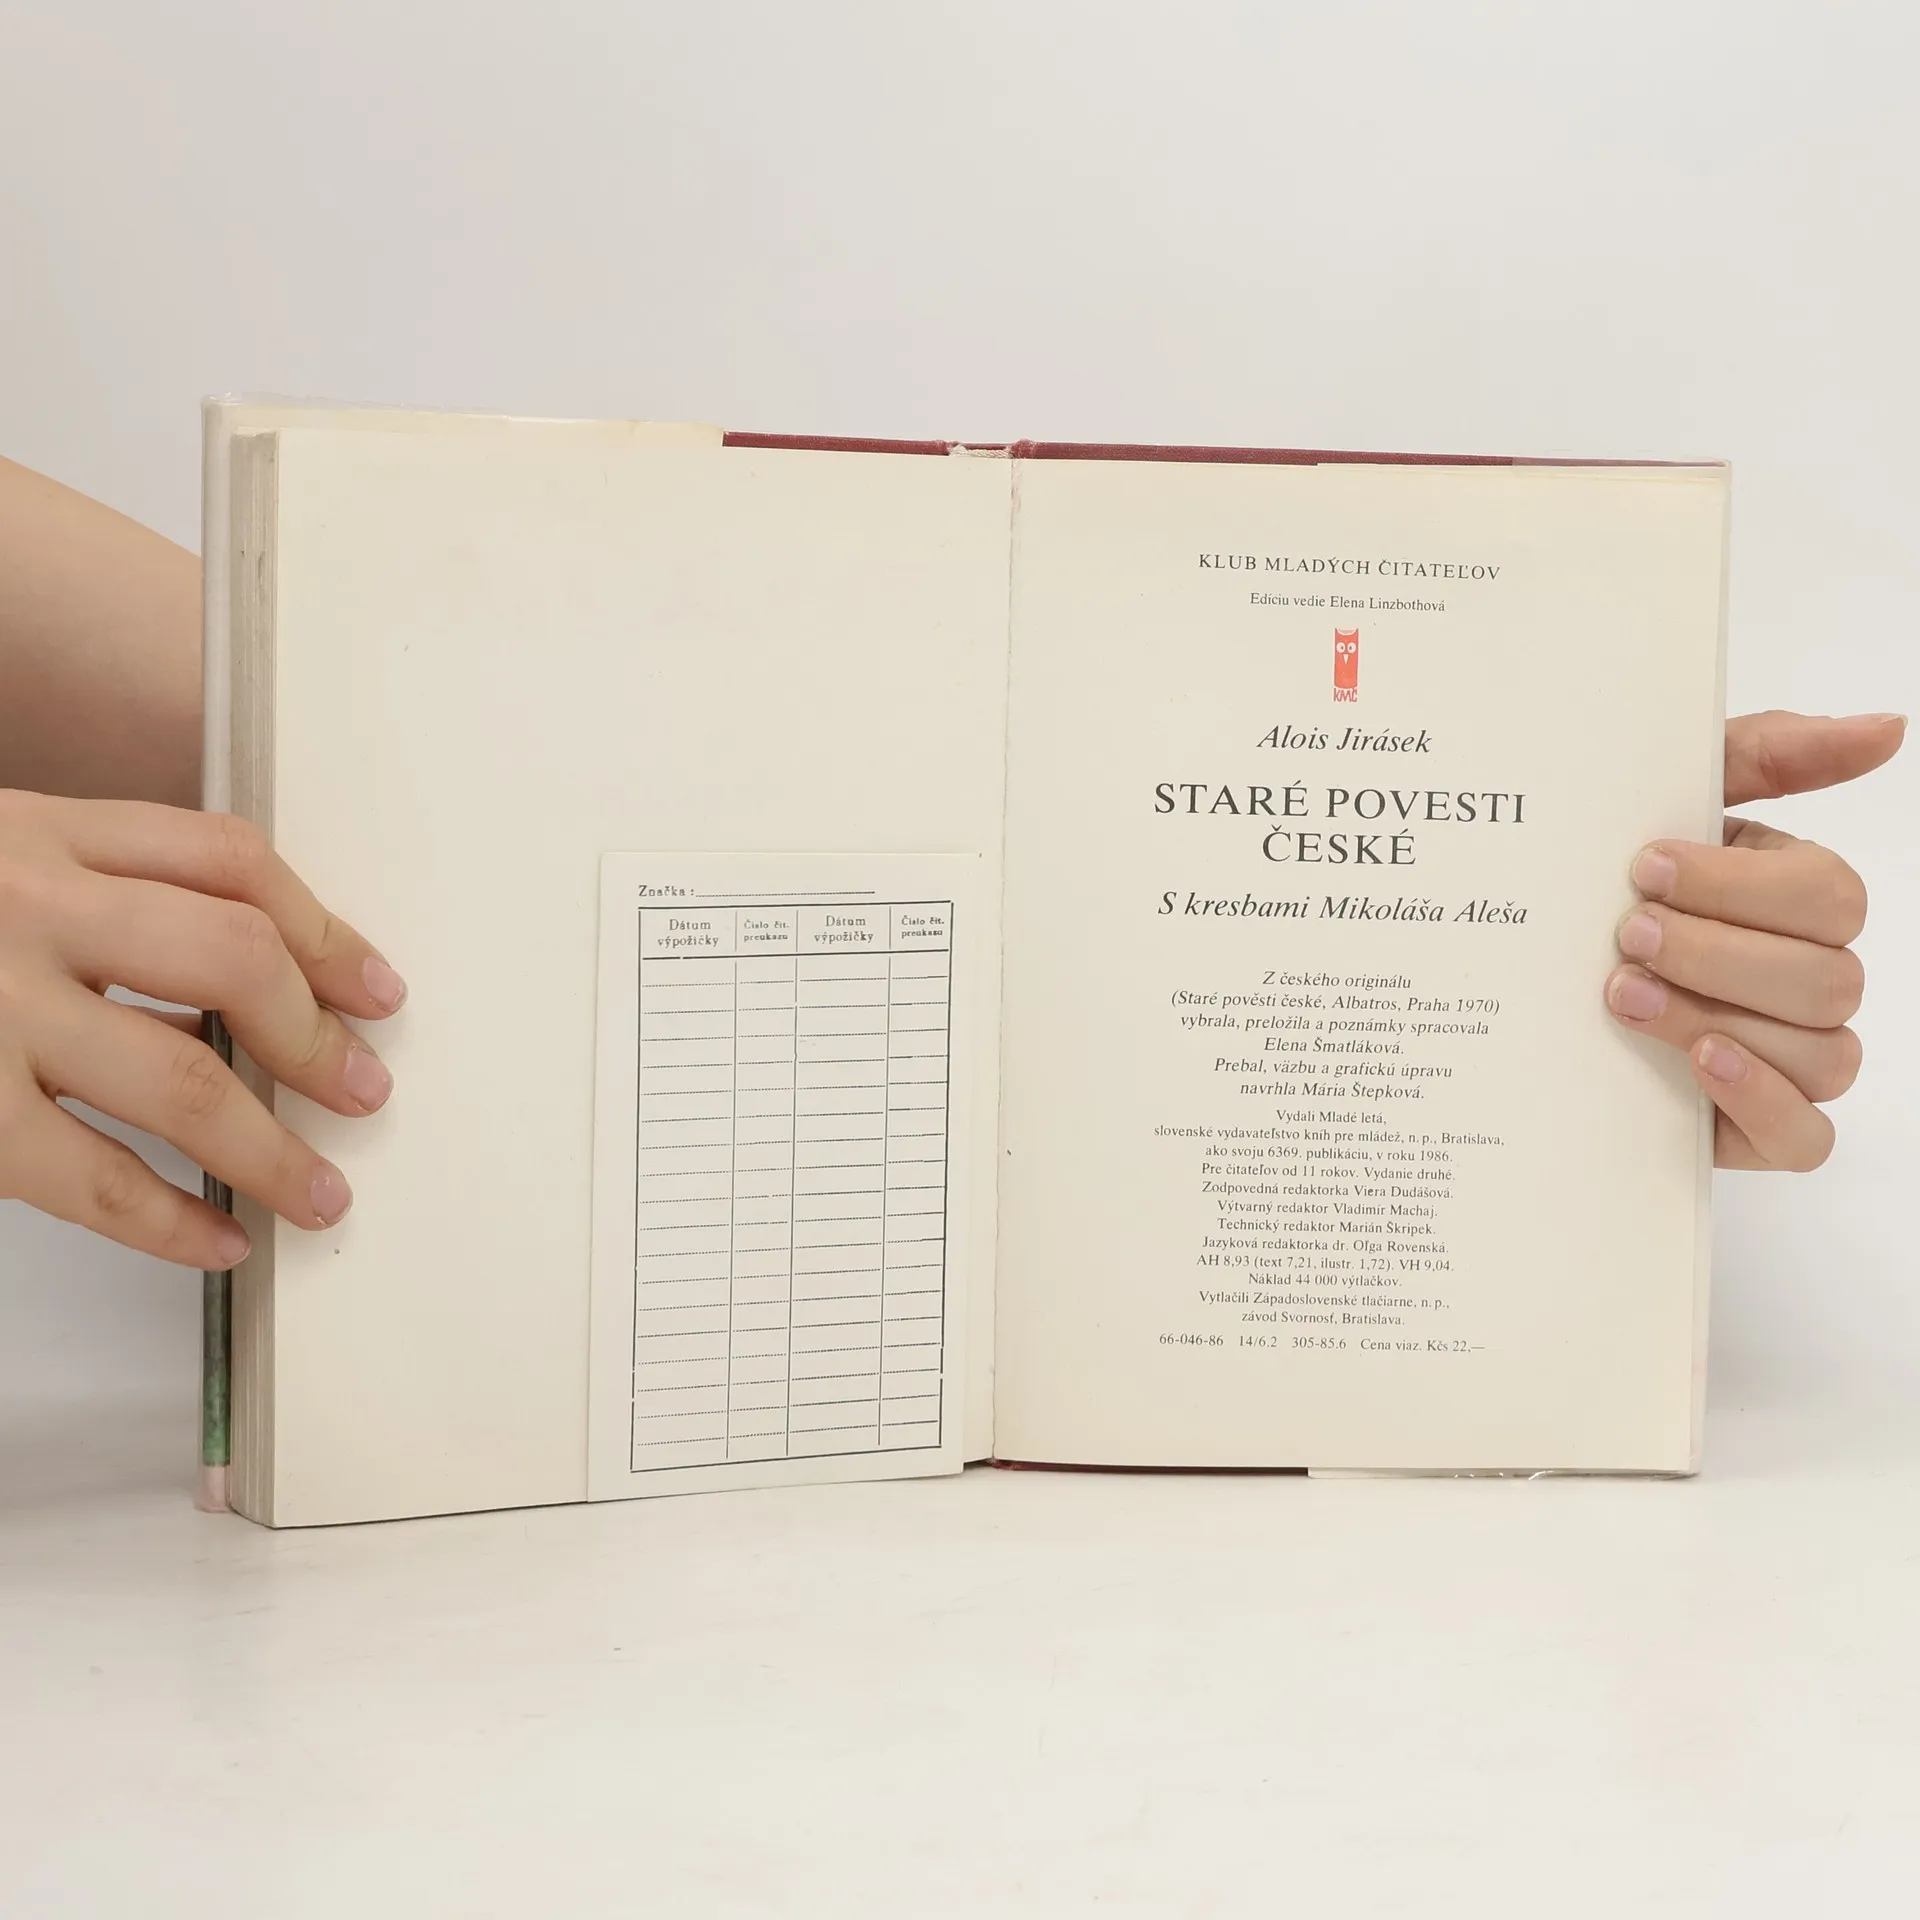 Značka :
Dátum výpožičky
Číslo čit. preukazu
Dátum výpožičky
Číslo čit. preukazu
KLUB MLADÝCH ČITATEĽOV
Edíciu vedie Elena Linzbothová
KMČ
Alois Jirásek
STARÉ POVESTI
ČESKÉ
S kresbami Mikoláša Aleša
Z českého originálu
(Staré pověsti české, Albatros, Praha 1970)
vybrala, preložila a poznámky spracovala
Elena Šmatláková.
Prebal, väzbu a grafickú úpravu
navrhla Mária Štepková.
Vydali Mladé letá,
slovenské vydavateľstvo kníh pre mládež, n. p., Bratislava,
ako svoju 6369. publikáciu, v roku 1986.
Pre čitateľov od 11 rokov. Vydanie druhé.
Zodpovedná redaktorka Viera Dudášová.
Výtvarný redaktor Vladimír Machaj.
Technický redaktor Marián Škripek.
Jazyková redaktorka dr. Oľga Rovenská.
AH 8,93 (text 7,21, ilustr. 1,72). VH 9,04.
Náklad 44 000 výtlačkov.
Vytlačili Západoslovenské tlačiarne, n. p.,
závod Svornosť, Bratislava.
66-046-86 14/6.2 305-85.6 Cena viaz. Kčs 22,—